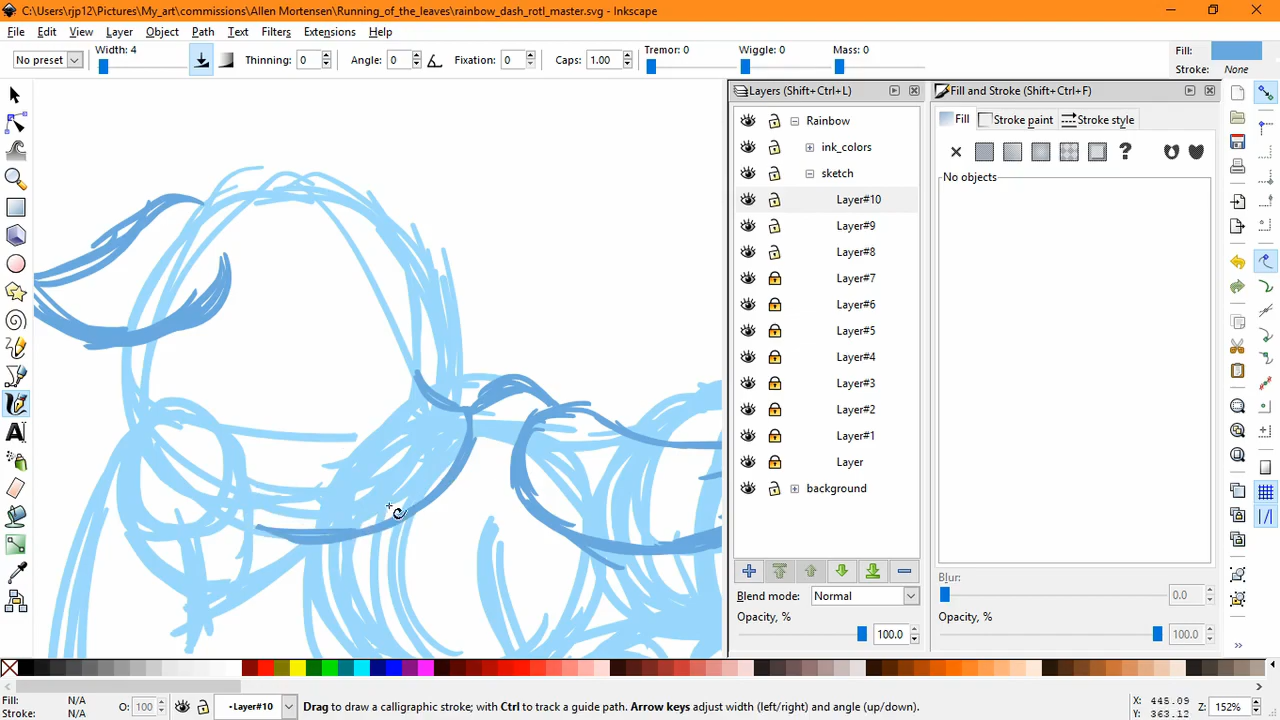 C:\Users\rjp12\Pictures\My_art\commissions\Allen Mortensen\Running_of_the_leaves\rainbow_dash_rotl_master.svg - Inkscape
File Edit View Layer Object Path Text Filters Extensions Help
No preset Width: 4 Thinning: 0 Angle: 0 Fixation: 0 Caps: 1.00 Tremor: 0 Wiggle: 0 Mass: 0 Fill:
Stroke: None
Layers (Shift+Ctrl+L)
Rainbow
ink_colors
sketch
Layer#10
Layer#9
Layer#8
Layer#7
Layer#6
Layer#5
Layer#4
Layer#3
Layer#2
Layer#1
Layer
background
Blend mode: Normal
Opacity, % 100.0
Fill and Stroke (Shift+Ctrl+F)
Fill Stroke paint Stroke style
No objects
Blur:
0.0
Opacity, %
100.0
Fill: N/A
Stroke: N/A
O: 100
•Layer#10
Drag to draw a calligraphic stroke; with Ctrl to track a guide path. Arrow keys adjust width (left/right) and angle (up/down).
X: 446.09
Y: 363.12
Z: 152%